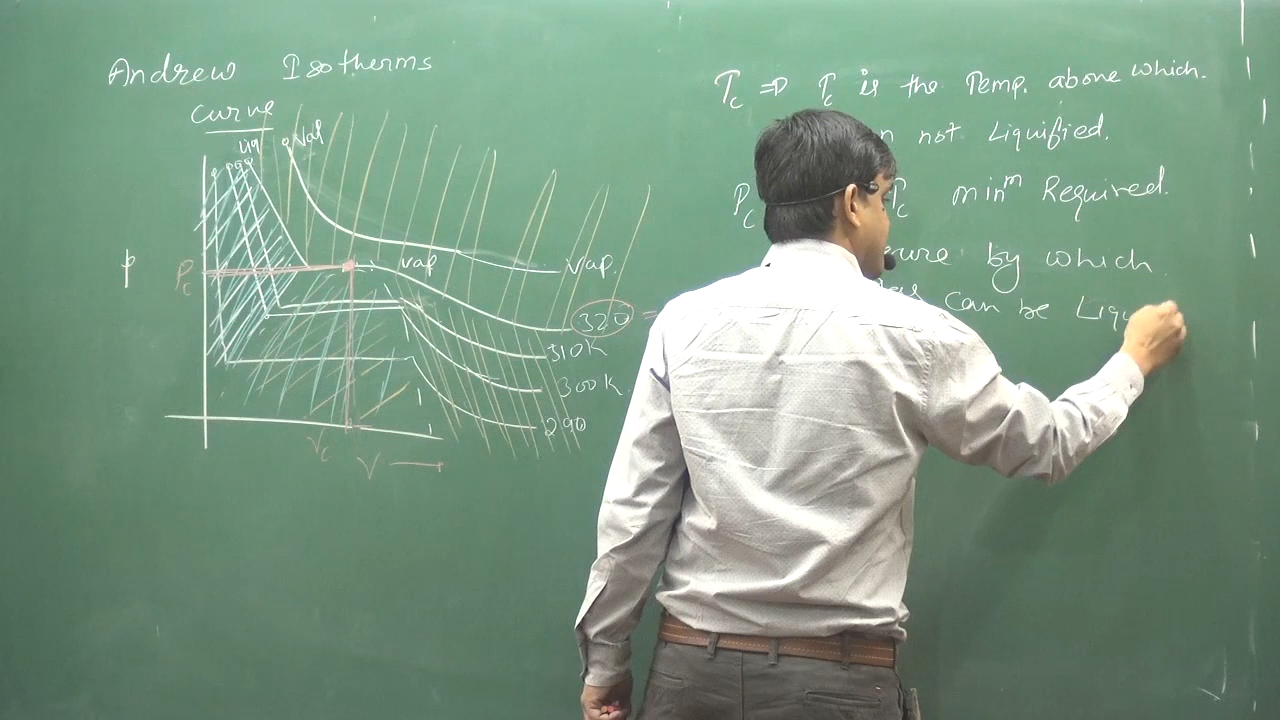 Andrew Isotherms
Curve
liq
Vap
P
Pc
vap
Vap.
320
310K
300K
290
Vc
V
Tc ⇒ Tc is the Temp. above which.
not Liquified.
Pc Pc minᵐ Required.
by which
can be